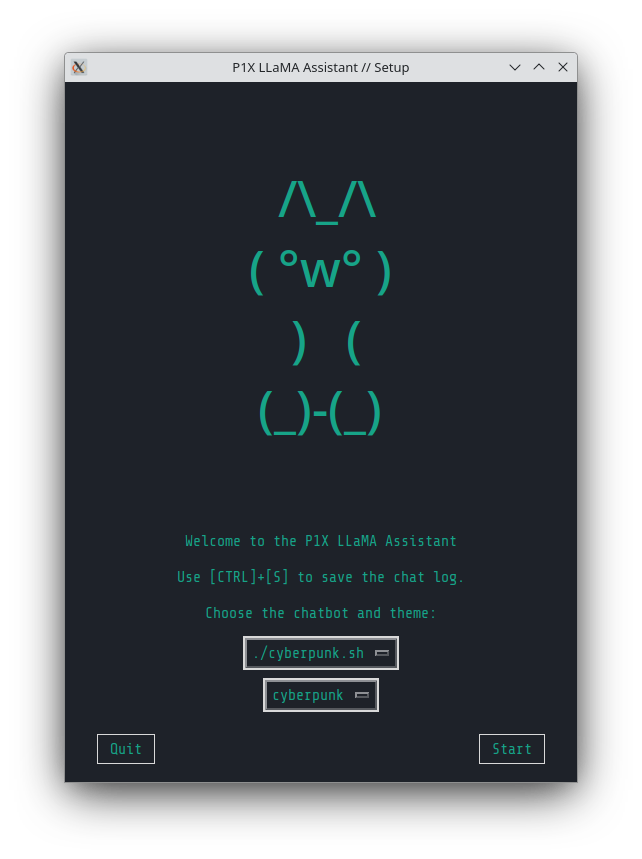 P1X LLaMA Assistant // Setup
/\_/\
( °w° )
) (
(_)-(_)
Welcome to the P1X LLaMA Assistant
Use [CTRL]+[S] to save the chat log.
Choose the chatbot and theme:
./cyberpunk.sh
cyberpunk
Quit
Start